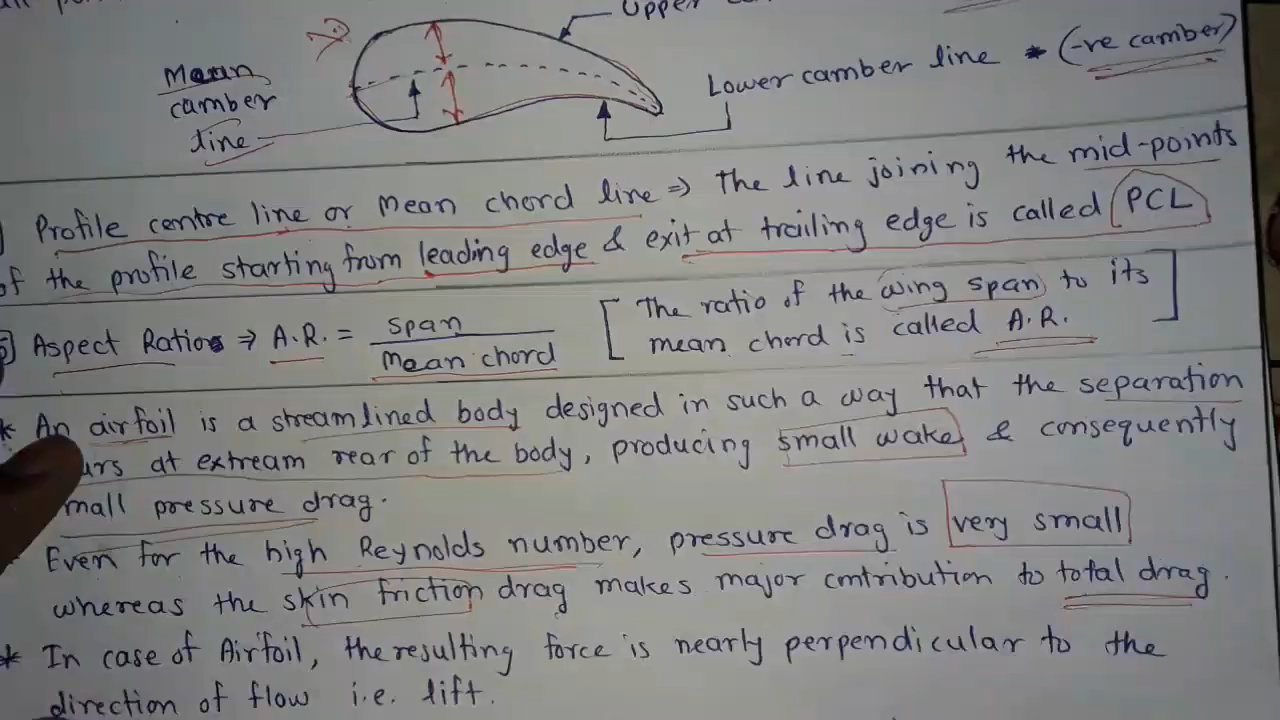 Upper
Mean
camber
line
Lower camber line (-re camber)
Profile centre line or Mean chord line ⇒ The line joining the mid-points
of the profile starting from leading edge & exit at trailing edge is called PCL
Aspect Ratio ⇒ A.R. = span / Mean chord [The ratio of the wing span to its
mean chord is called A.R.]
* An airfoil is a streamlined body designed in such a way that the separation
urs at extream rear of the body, producing small wake & consequently
mall pressure drag.
Even for the high Reynolds number, pressure drag is very small
whereas the skin friction drag makes major contribution to total drag.
* In case of Airfoil, the resulting force is nearly perpendicular to the
direction of flow i.e. lift.